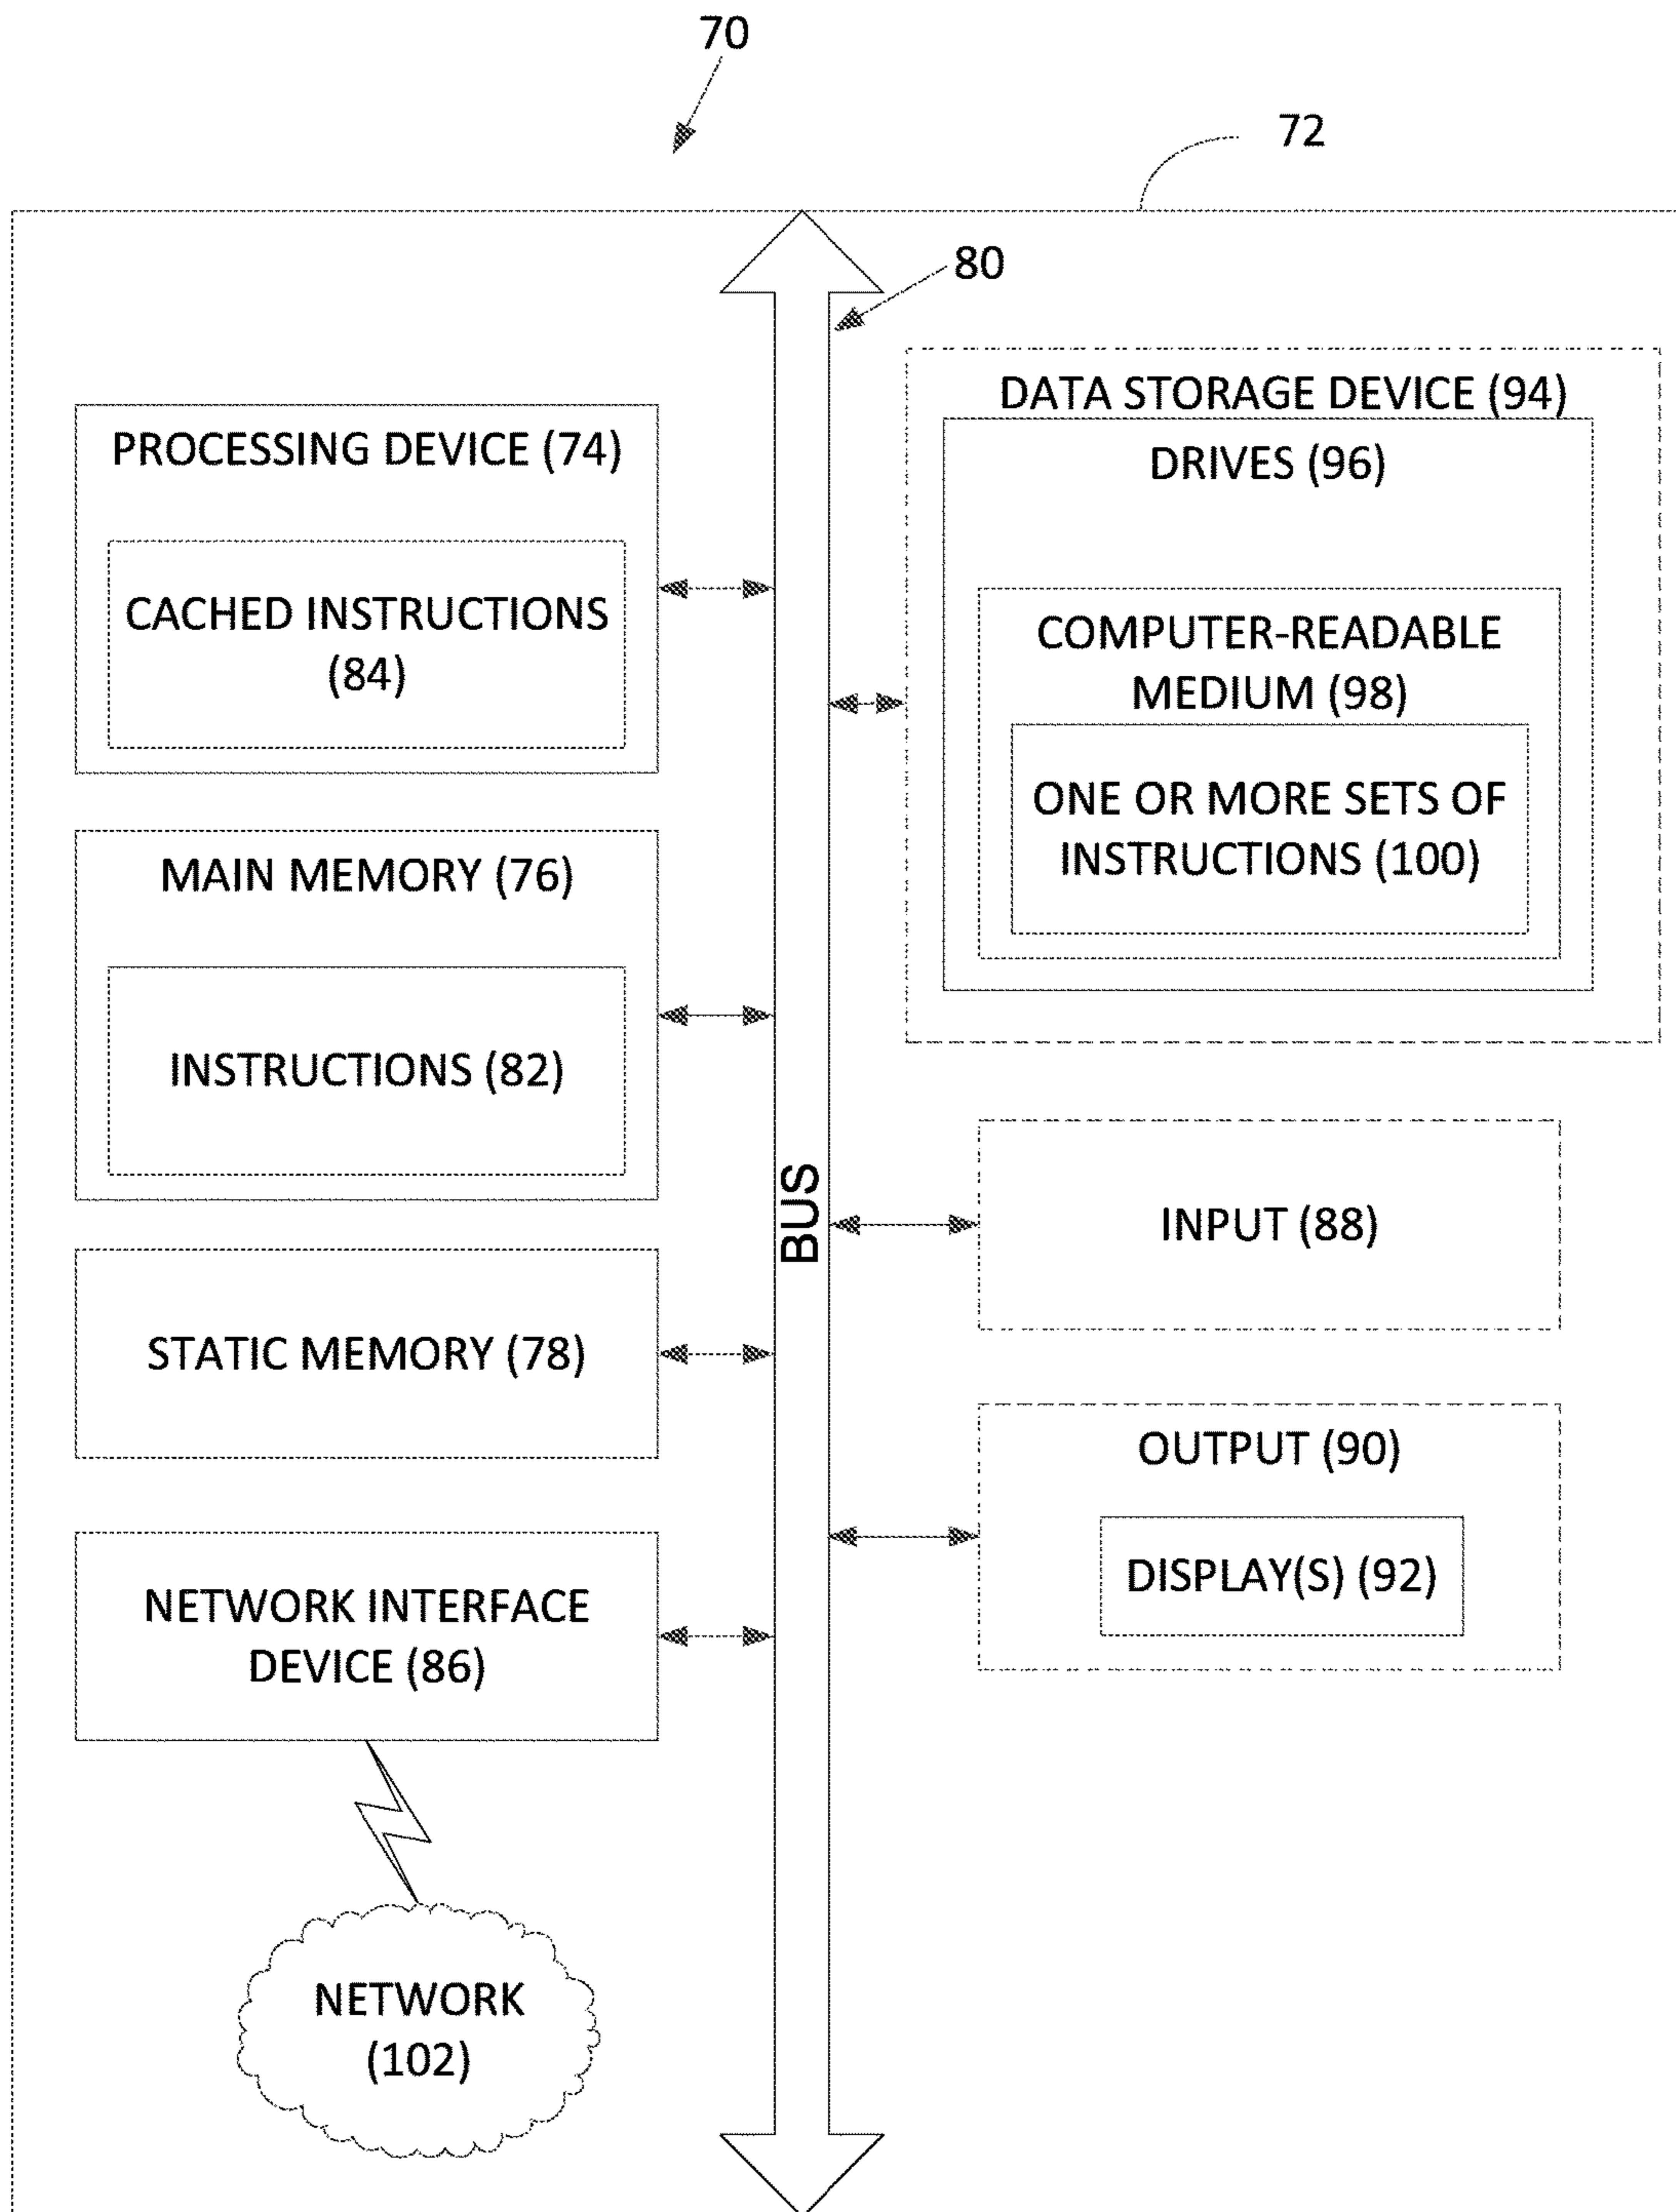 70
72
80
PROCESSING DEVICE (74)
CACHED INSTRUCTIONS
(84)
MAIN MEMORY (76)
INSTRUCTIONS (82)
STATIC MEMORY (78)
NETWORK INTERFACE
DEVICE (86)
NETWORK
(102)
BUS
DATA STORAGE DEVICE (94)
DRIVES (96)
COMPUTER-READABLE
MEDIUM (98)
ONE OR MORE SETS OF
INSTRUCTIONS (100)
INPUT (88)
OUTPUT (90)
DISPLAY(S) (92)